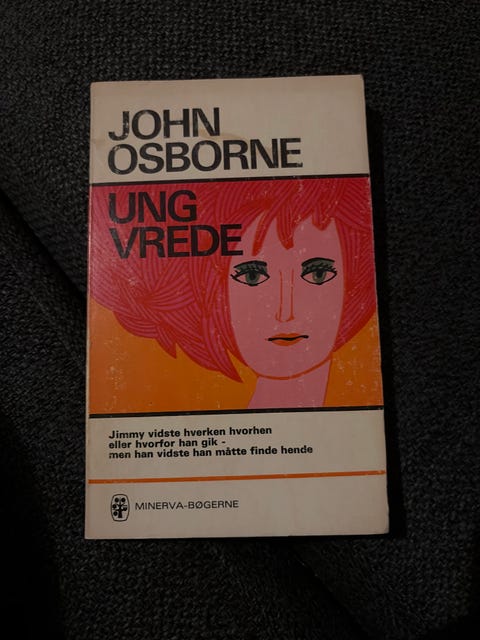 JOHN
OSBORNE
UNG
VREDE
Jimmy vidste hverken hvorhen
eller hvorfor han gik -
men han vidste han måtte finde hende
MINERVA-BØGERNE